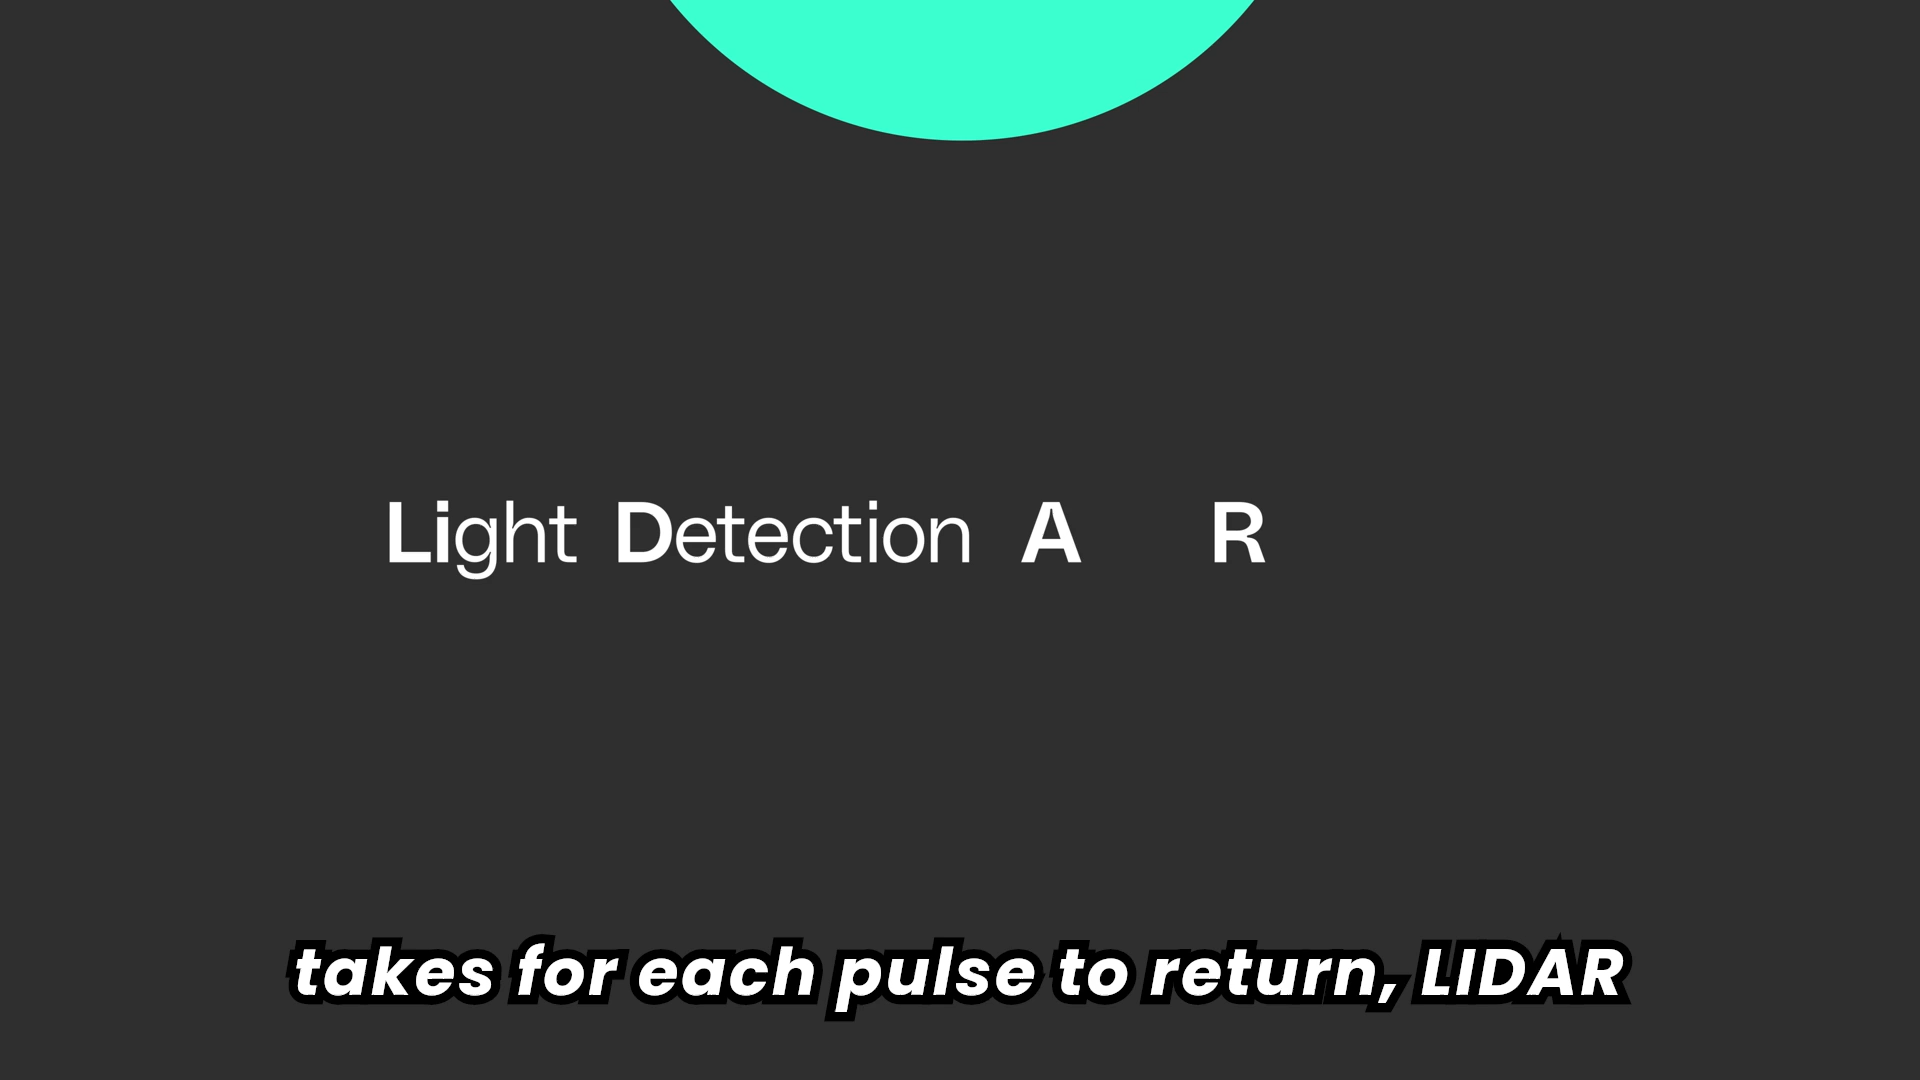 Light Detection A R
takes for each pulse to return, LIDAR